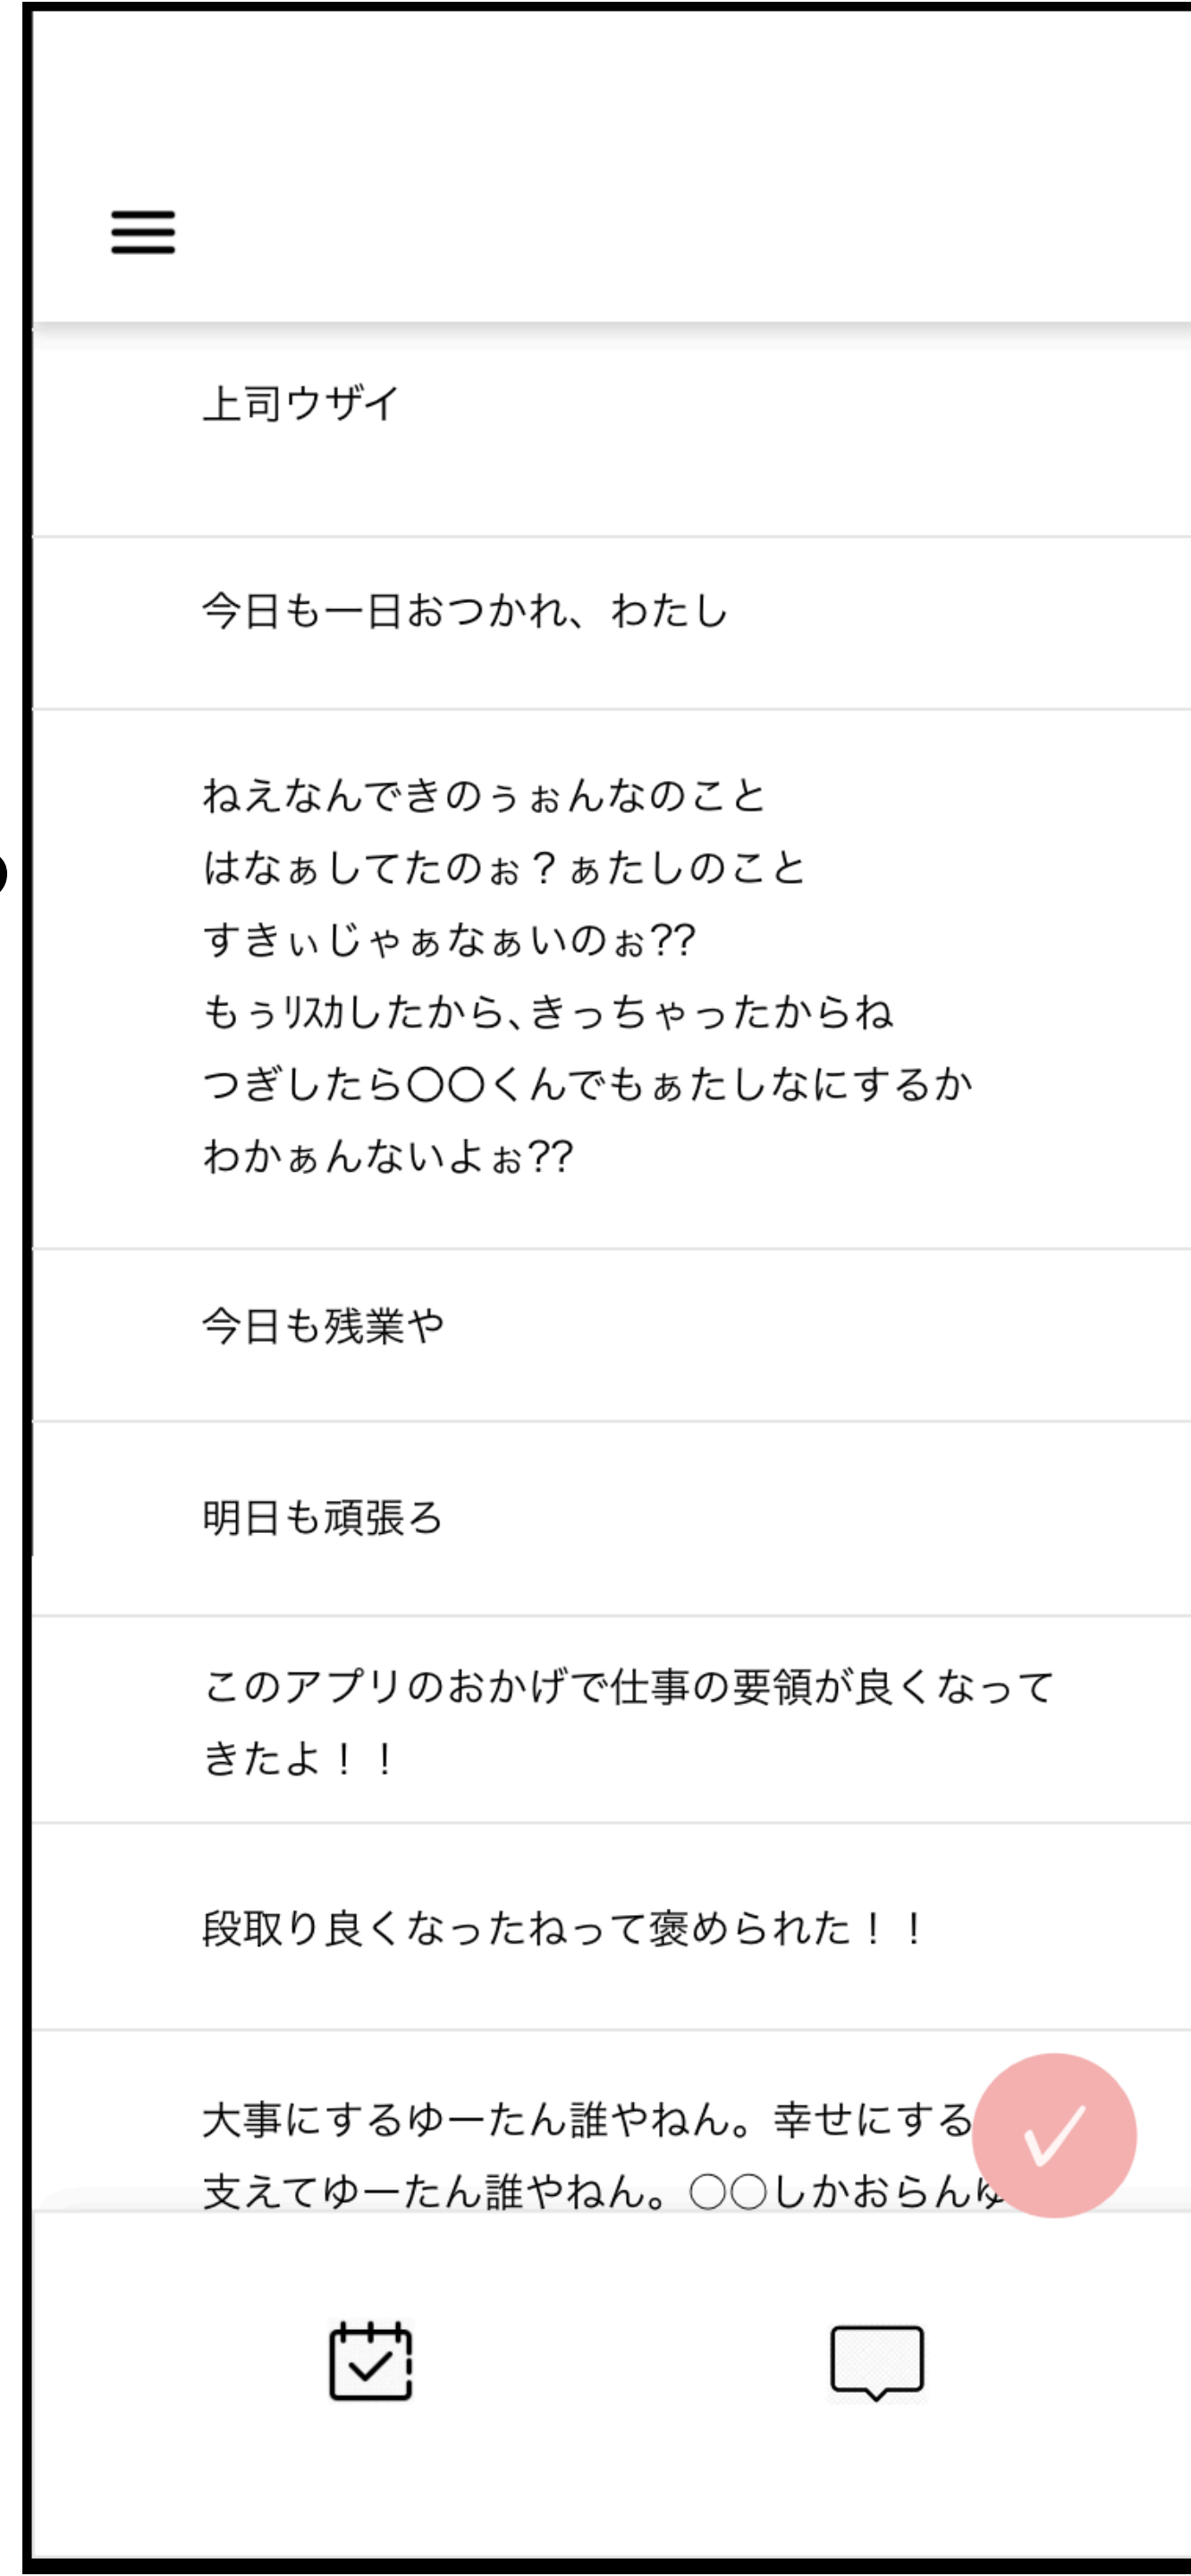 上司ウザイ
今日も一日おつかれ、わたし
ねえなんできのぅぉんなのこと
はなぁしてたのぉ？ぁたしのこと
すきぃじゃぁなぁいのぉ??
もぅﾘｽｶしたから、きっちゃったからね
つぎしたら〇〇くんでもぁたしなにするか
わかぁんないよぉ??
今日も残業や
明日も頑張ろ
このアプリのおかげで仕事の要領が良くなって
きたよ！！
段取り良くなったねって褒められた！！
大事にするゆーたん誰やねん。幸せにする
支えてゆーたん誰やねん。〇〇しかおらんゆ